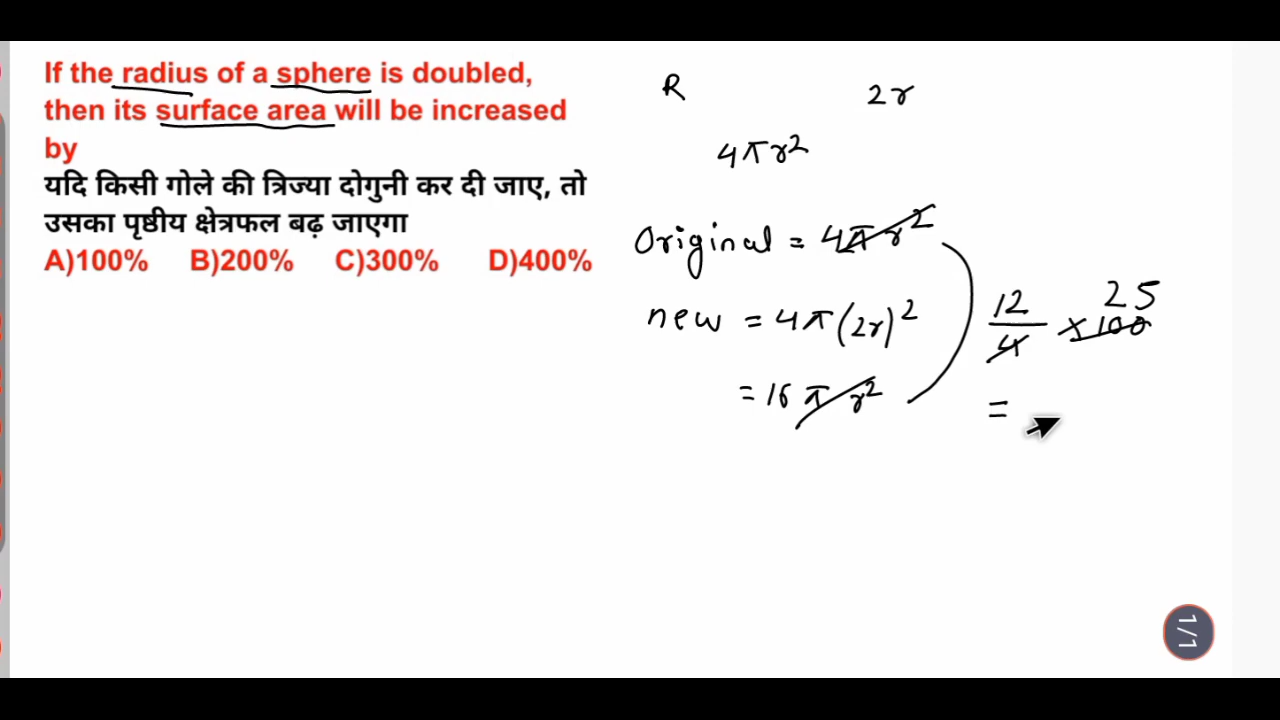 If the radius of a sphere is doubled,
then its surface area will be increased
by
यदि किसी गोले की त्रिज्या दोगुनी कर दी जाए, तो
उसका पृष्ठीय क्षेत्रफल बढ़ जाएगा
A)100% B)200% C)300% D)400%
R 2r
4πr²
Original = 4πr²
new = 4π(2r)²
= 16πr²
12/4 × 100 25
=
1/1